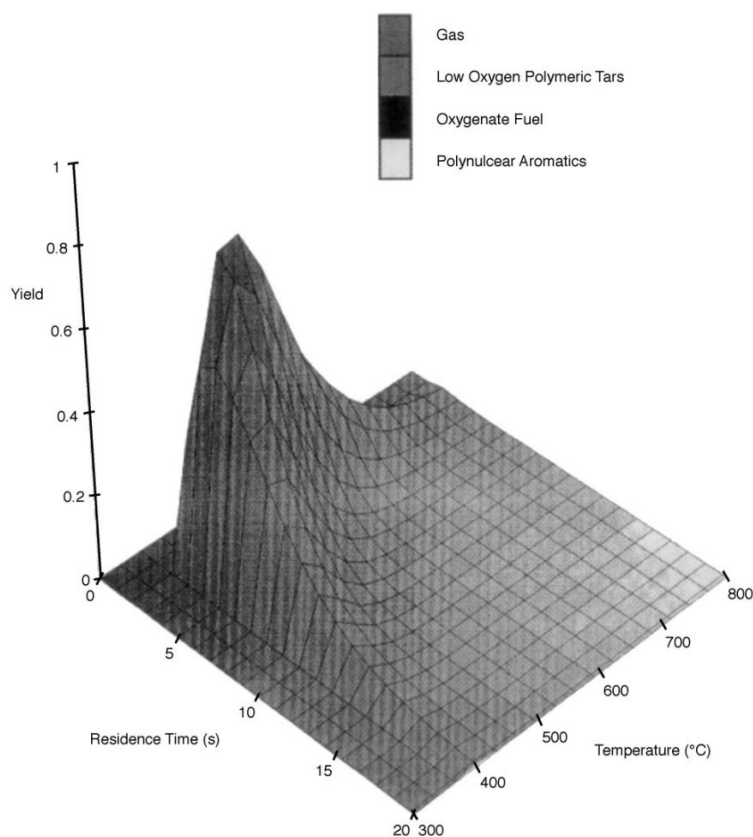 Gas
Low Oxygen Polymeric Tars
Oxygenate Fuel
Polynulcear Aromatics
1
0.8
Yield
0.6
0.4
0.2
0
0
5
10
15
20
Residence Time (s)
300
400
500
600
700
800
Temperature (°C)